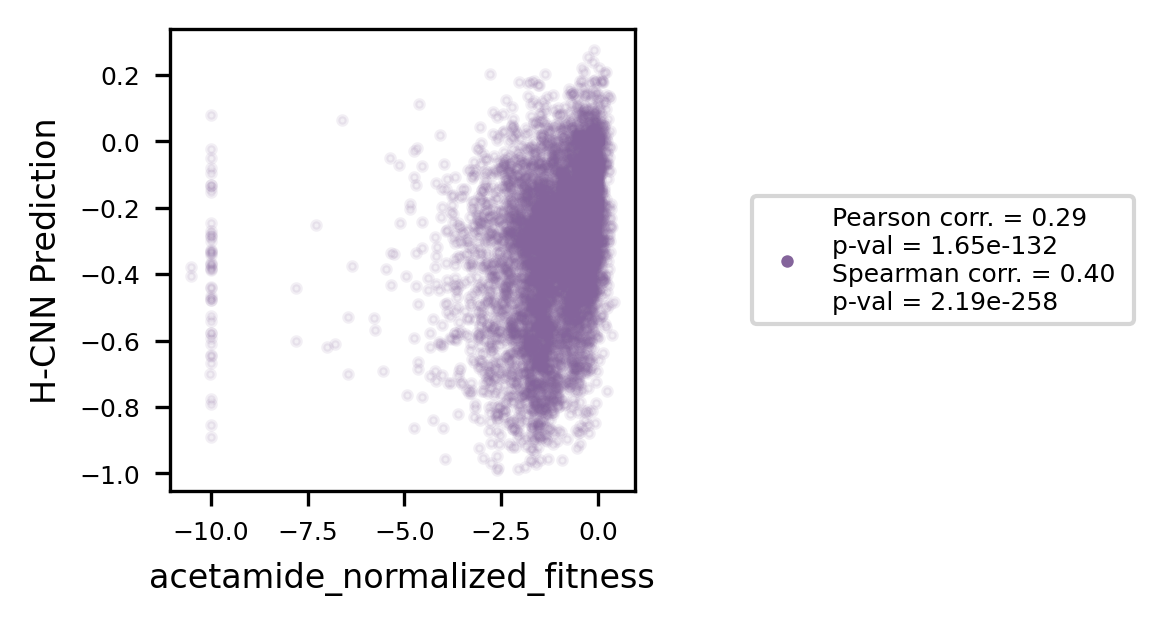 0.2
0.0
−0.2
−0.4
−0.6
−0.8
−1.0
H-CNN Prediction
−10.0 −7.5 −5.0 −2.5 0.0
acetamide_normalized_fitness
Pearson corr. = 0.29
p-val = 1.65e-132
Spearman corr. = 0.40
p-val = 2.19e-258